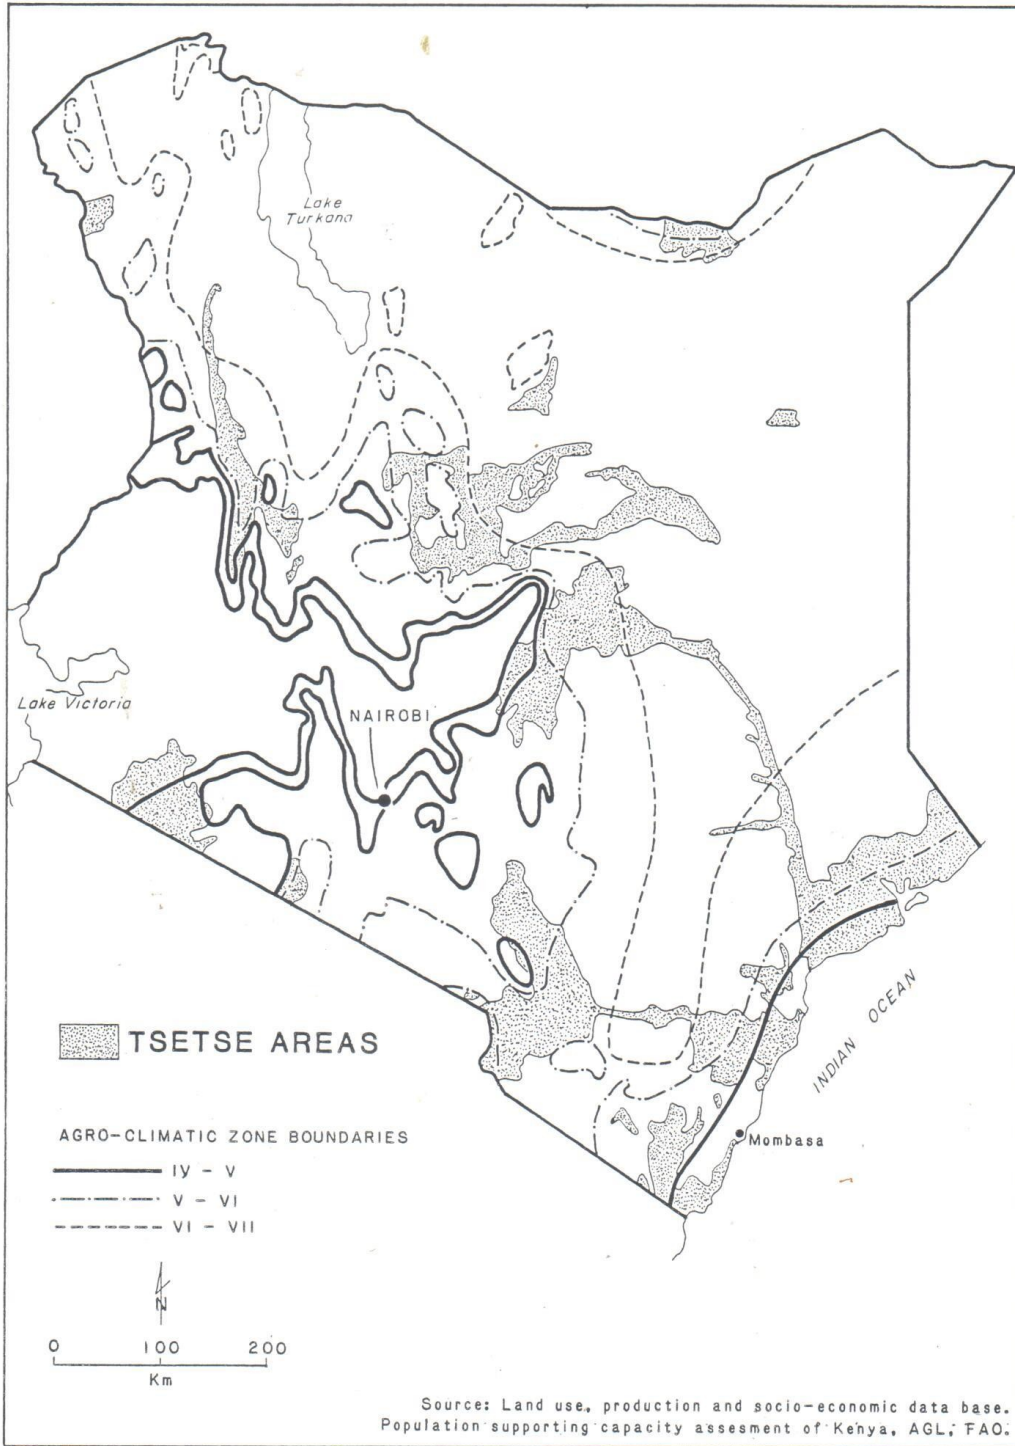 Lake
Turkana
Lake Victoria
NAIROBI
INDIAN OCEAN
Mombasa
TSETSE AREAS
AGRO-CLIMATIC ZONE BOUNDARIES
IV - V
V - VI
VI - VII
N
0 100 200
Km
Source: Land use, production and socio-economic data base.
Population supporting capacity assesment of Kenya, AGL, FAO.